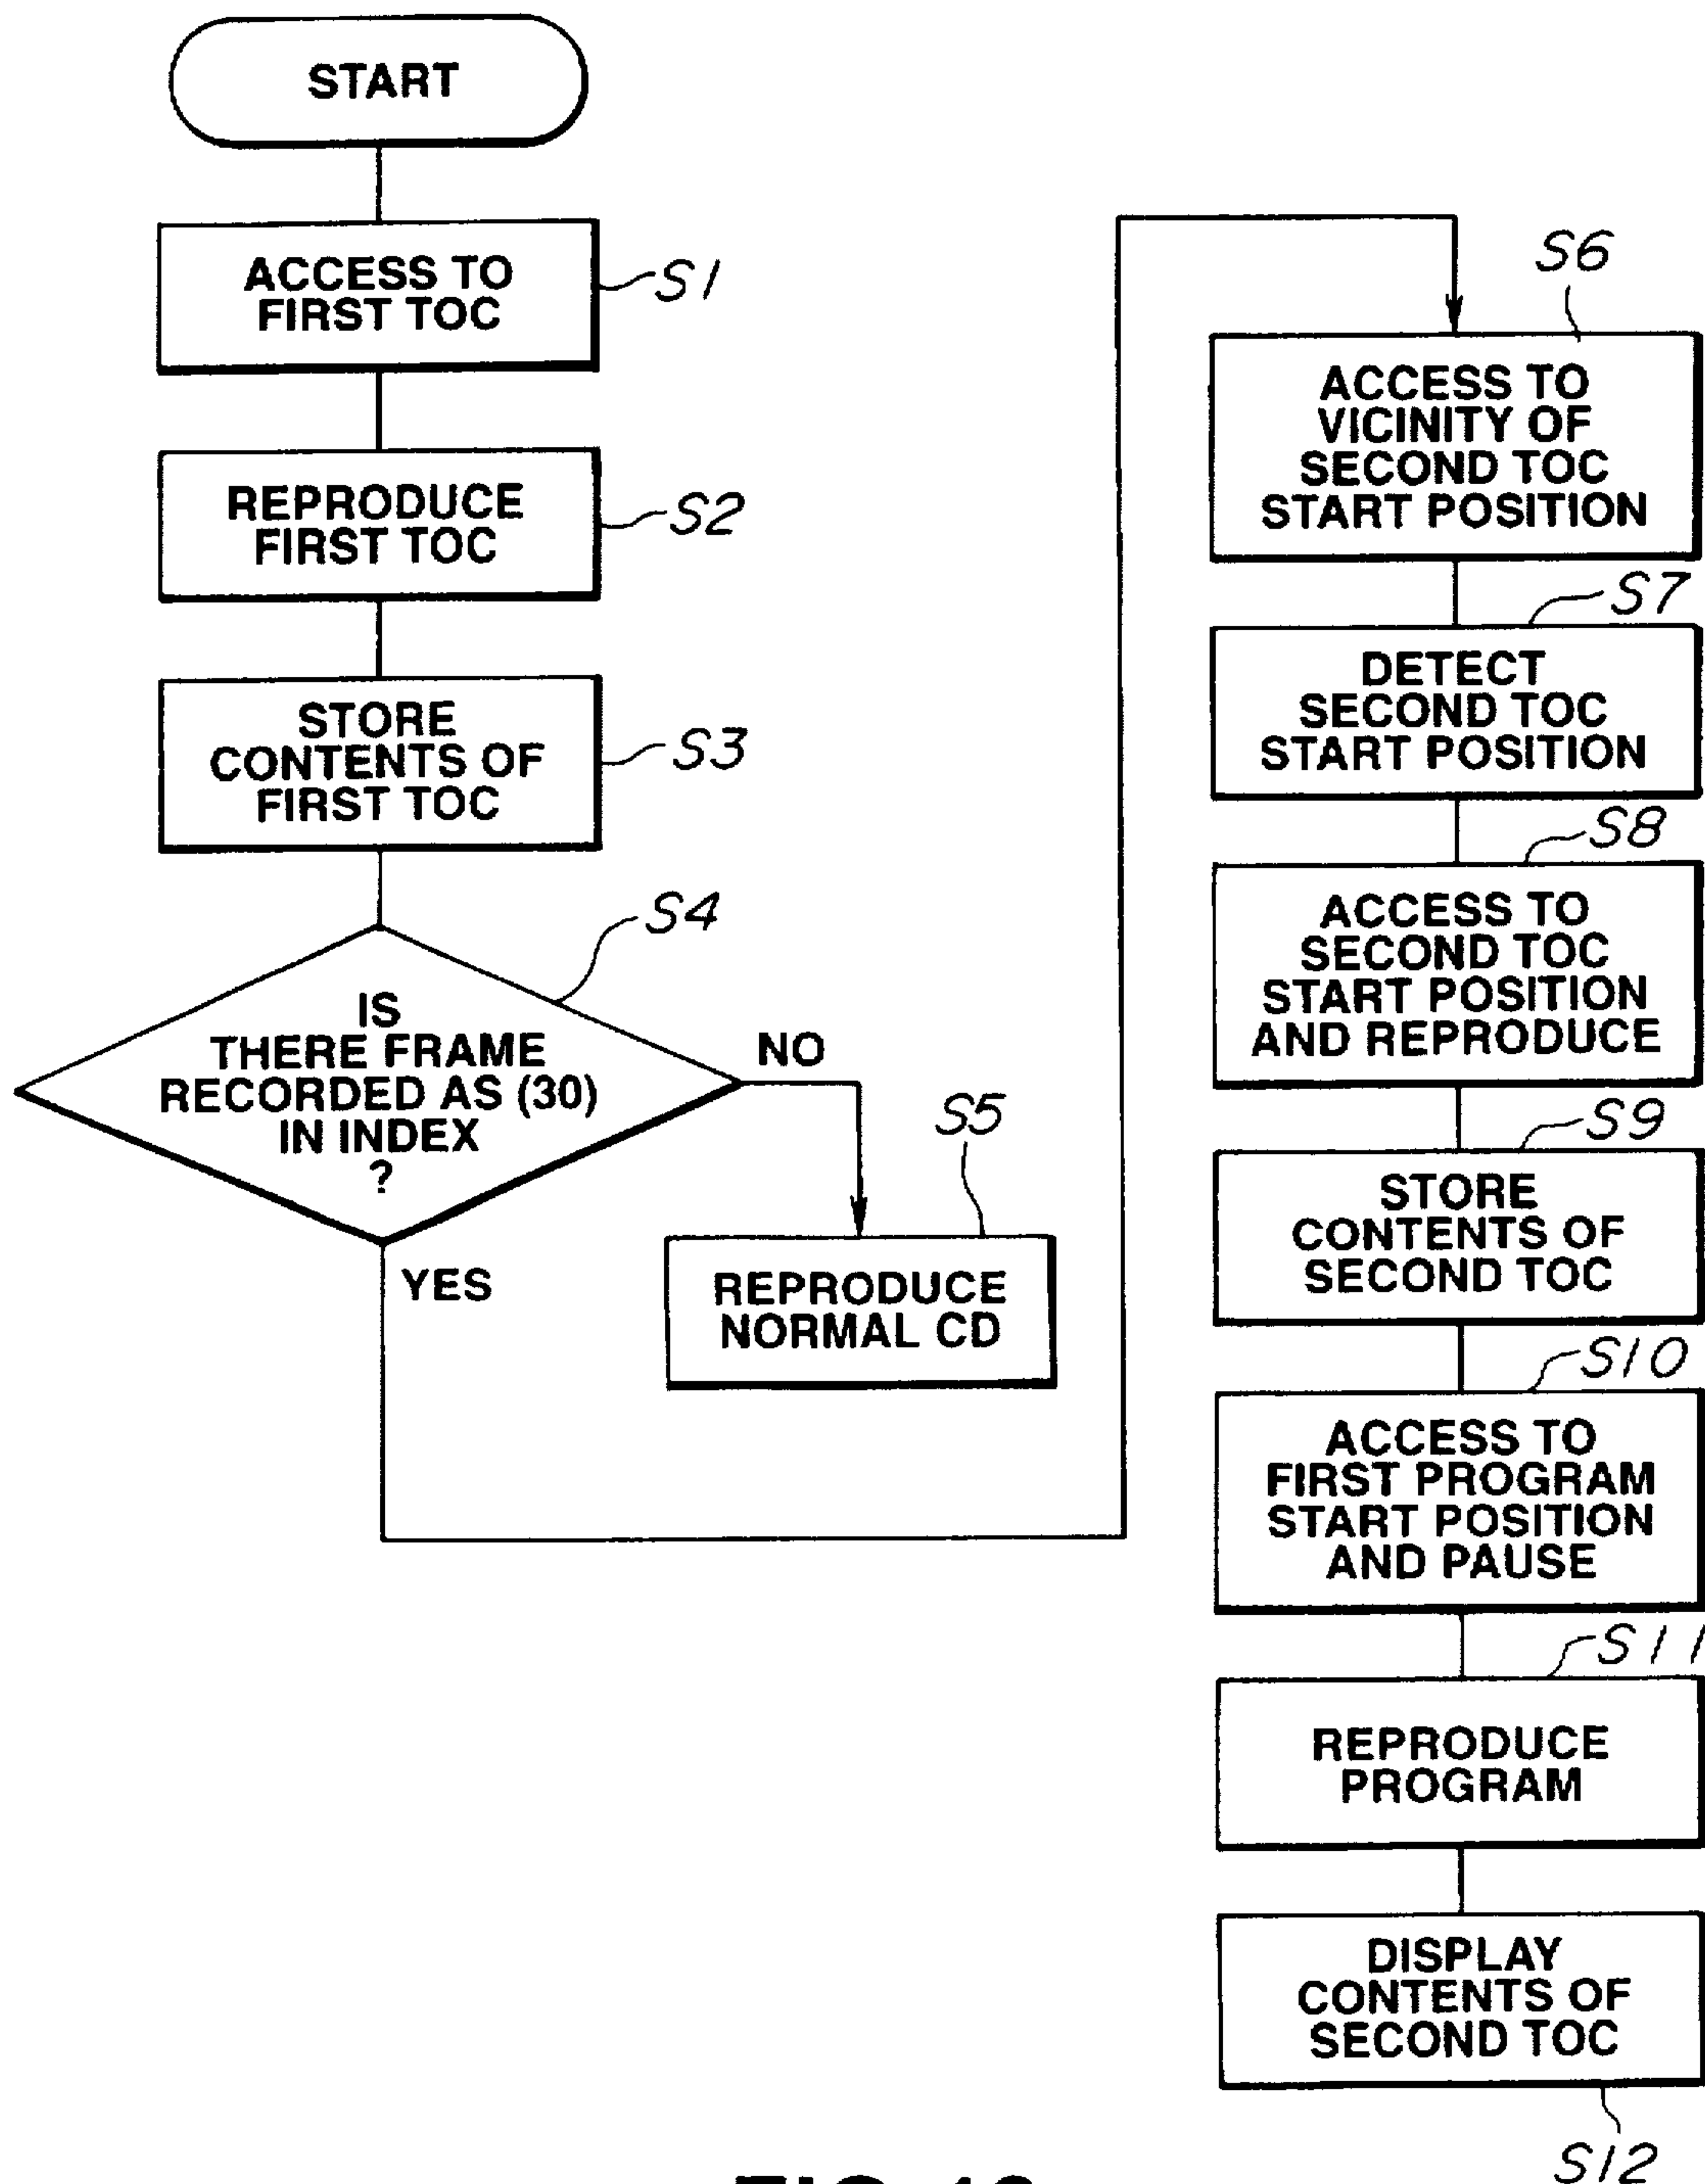 START
ACCESS TO
FIRST TOC
S1
REPRODUCE
FIRST TOC
S2
STORE
CONTENTS OF
FIRST TOC
S3
S4
IS
THERE FRAME
RECORDED AS (30)
IN INDEX
?
NO
YES
S5
REPRODUCE
NORMAL CD
S6
ACCESS TO
VICINITY OF
SECOND TOC
START POSITION
S7
DETECT
SECOND TOC
START POSITION
S8
ACCESS TO
SECOND TOC
START POSITION
AND REPRODUCE
S9
STORE
CONTENTS OF
SECOND TOC
S10
ACCESS TO
FIRST PROGRAM
START POSITION
AND PAUSE
S11
REPRODUCE
PROGRAM
DISPLAY
CONTENTS OF
SECOND TOC
S12